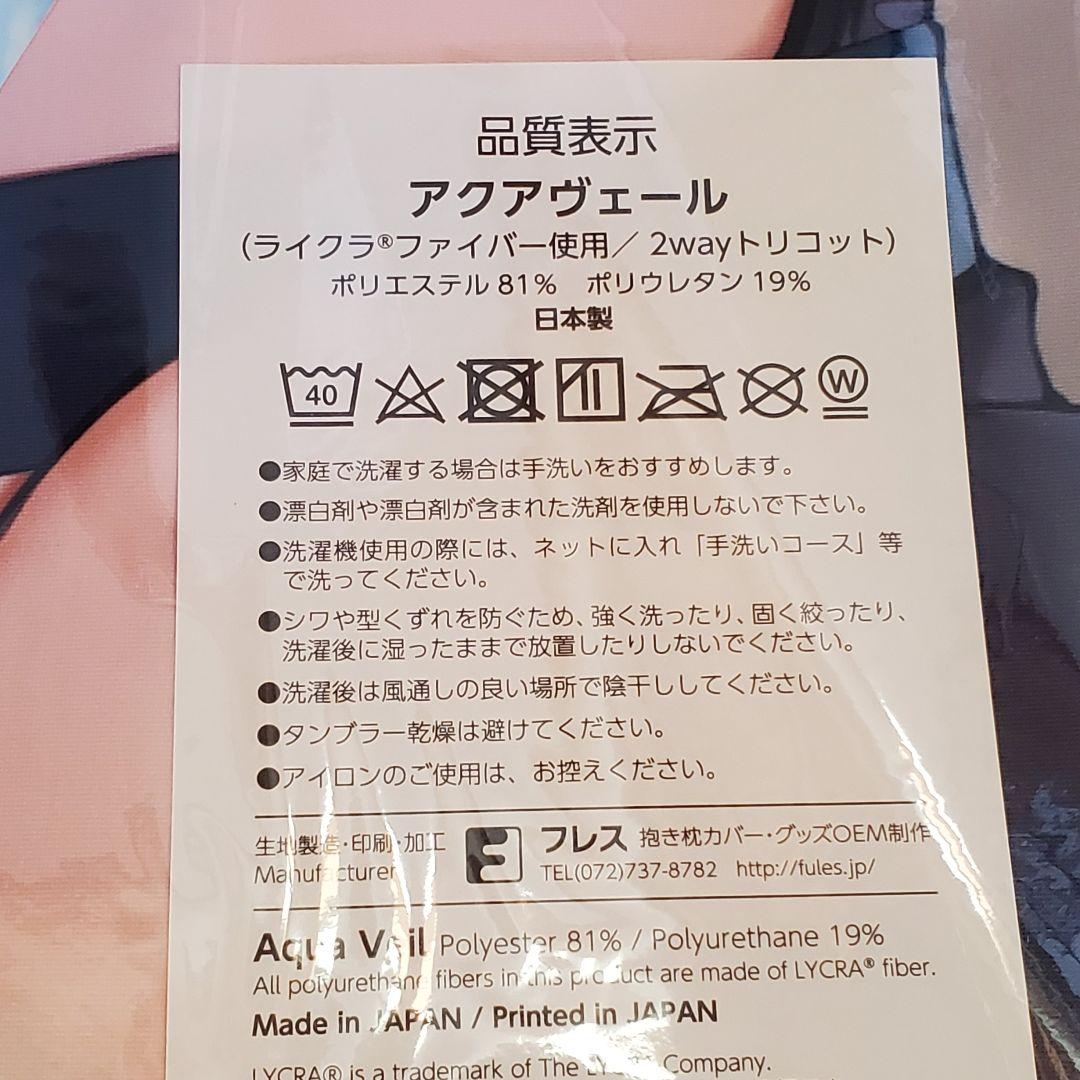 品質表示
アクアヴェール
（ライクラ®ファイバー使用／ 2wayトリコット）
ポリエステル 81%　ポリウレタン 19%
日本製
40 W
●家庭で洗濯する場合は手洗いをおすすめします。
●漂白剤や漂白剤が含まれた洗剤を使用しないで下さい。
●洗濯機使用の際には、ネットに入れ「手洗いコース」等
で洗ってください。
●シワや型くずれを防ぐため、強く洗ったり、固く絞ったり、
洗濯後に湿ったままで放置したりしないでください。
●洗濯後は風通しの良い場所で陰干ししてください。
●タンブラー乾燥は避けてください。
●アイロンのご使用は、お控えください。
生地製造・印刷・加工
Manufacturer
フレス 抱き枕カバー・グッズOEM制作
TEL(072)737-8782 http://fules.jp/
Aqua Veil Polyester 81% / Polyurethane 19%
All polyurethane fibers in this product are made of LYCRA® fiber.
Made in JAPAN / Printed in JAPAN
LYCRA® is a trademark of The LYCRA Company.